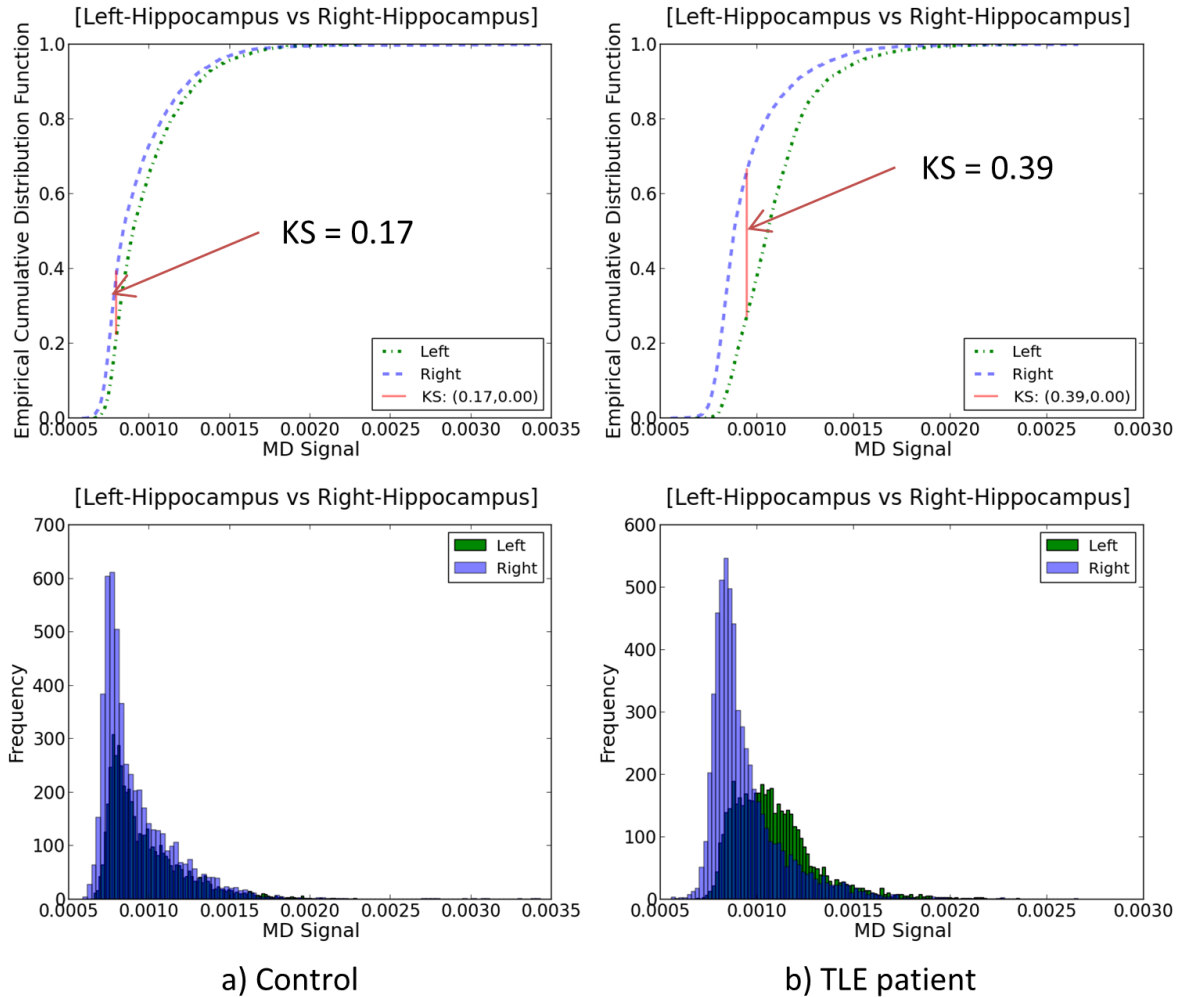 [Left-Hippocampus vs Right-Hippocampus]
Empirical Cumulative Distribution Function
1.0
0.8
0.6
0.4
0.2
0.0
KS = 0.17
Left
Right
KS: (0.17,0.00)
0.0005 0.0010 0.0015 0.0020 0.0025 0.0030 0.0035
MD Signal
[Left-Hippocampus vs Right-Hippocampus]
Empirical Cumulative Distribution Function
1.0
0.8
0.6
0.4
0.2
0.0
KS = 0.39
Left
Right
KS: (0.39,0.00)
0.0005 0.0010 0.0015 0.0020 0.0025 0.0030
MD Signal
[Left-Hippocampus vs Right-Hippocampus]
Frequency
700
600
500
400
300
200
100
0
Left
Right
0.0005 0.0010 0.0015 0.0020 0.0025 0.0030 0.0035
MD Signal
a) Control
[Left-Hippocampus vs Right-Hippocampus]
Frequency
600
500
400
300
200
100
0
Left
Right
0.0005 0.0010 0.0015 0.0020 0.0025 0.0030
MD Signal
b) TLE patient